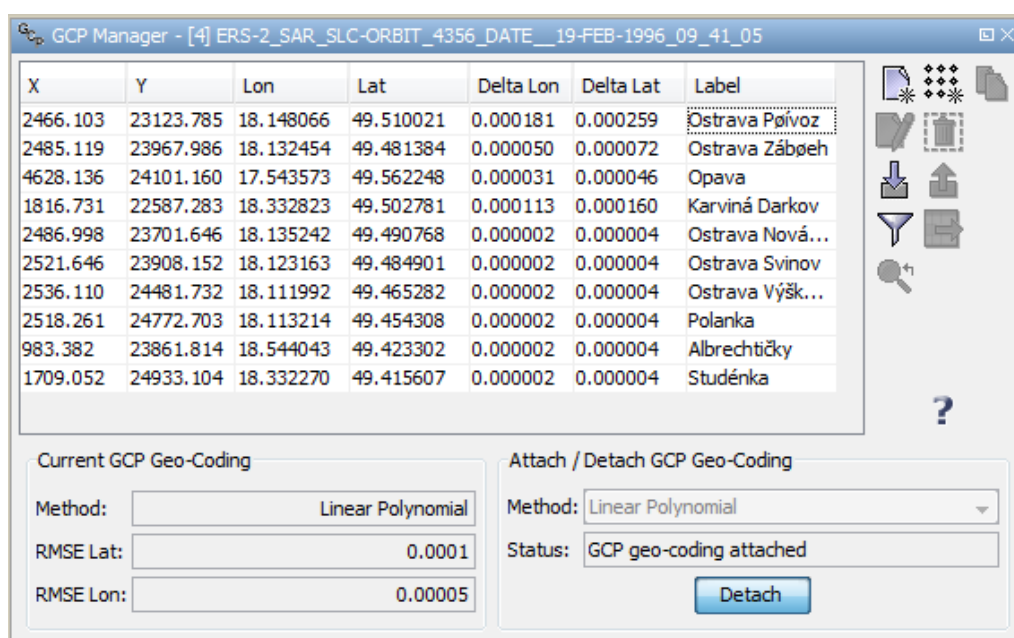 GCP Manager - [4] ERS-2_SAR_SLC-ORBIT_4356_DATE__19-FEB-1996_09_41_05
X Y Lon Lat Delta Lon Delta Lat Label
2466.103 23123.785 18.148066 49.510021 0.000181 0.000259 Ostrava Pøívoz
2485.119 23967.986 18.132454 49.481384 0.000050 0.000072 Ostrava Zábøeh
4628.136 24101.160 17.543573 49.562248 0.000031 0.000046 Opava
1816.731 22587.283 18.332823 49.502781 0.000113 0.000160 Karviná Darkov
2486.998 23701.646 18.135242 49.490768 0.000002 0.000004 Ostrava Nová...
2521.646 23908.152 18.123163 49.484901 0.000002 0.000004 Ostrava Svinov
2536.110 24481.732 18.111992 49.465282 0.000002 0.000004 Ostrava Výšk...
2518.261 24772.703 18.113214 49.454308 0.000002 0.000004 Polanka
983.382 23861.814 18.544043 49.423302 0.000002 0.000004 Albrechtičky
1709.052 24933.104 18.332270 49.415607 0.000002 0.000004 Studénka
?
Current GCP Geo-Coding
Method: Linear Polynomial
RMSE Lat: 0.0001
RMSE Lon: 0.00005
Attach / Detach GCP Geo-Coding
Method: Linear Polynomial
Status: GCP geo-coding attached
Detach